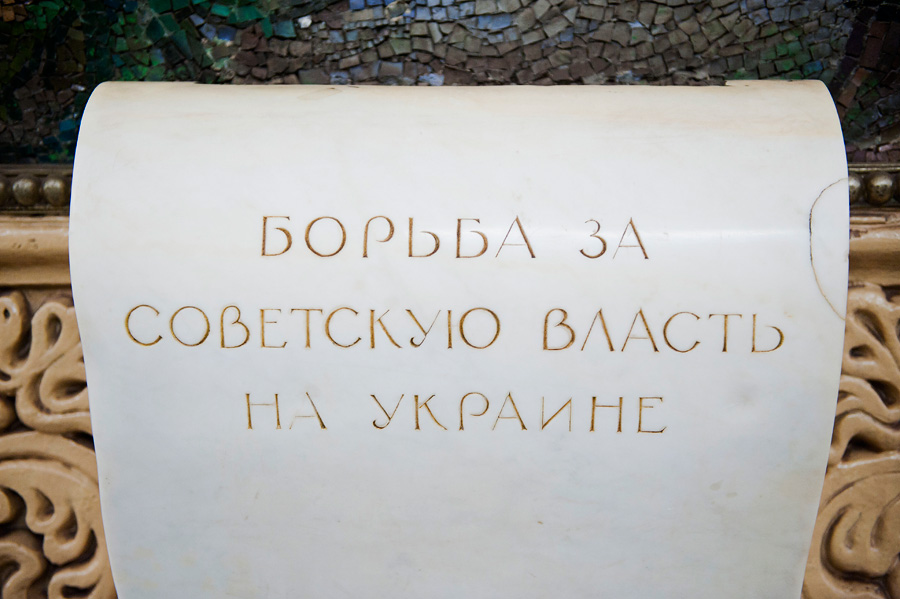 БОРЬБА ЗА
СОВЕТСКУЮ ВЛАСТЬ
НА УКРАИНЕ